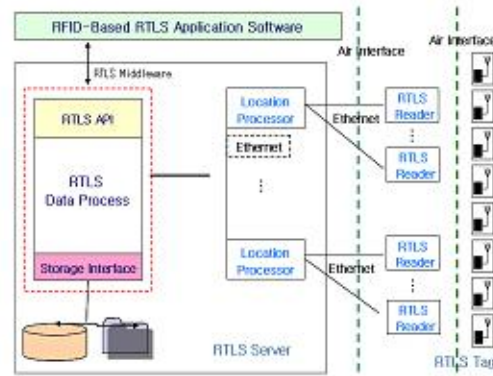 RFID-Based RTLS Application Software
Air Interface
Air Interface
RTLS Middleware
RTLS API
RTLS
Data Process
Storage Interface
Location
Processor
Ethernet
Ethernet
RTLS
Reader
RTLS
Reader
Location
Processor
Ethernet
RTLS
Reader
RTLS
Reader
RTLS Server
RTLS Tag